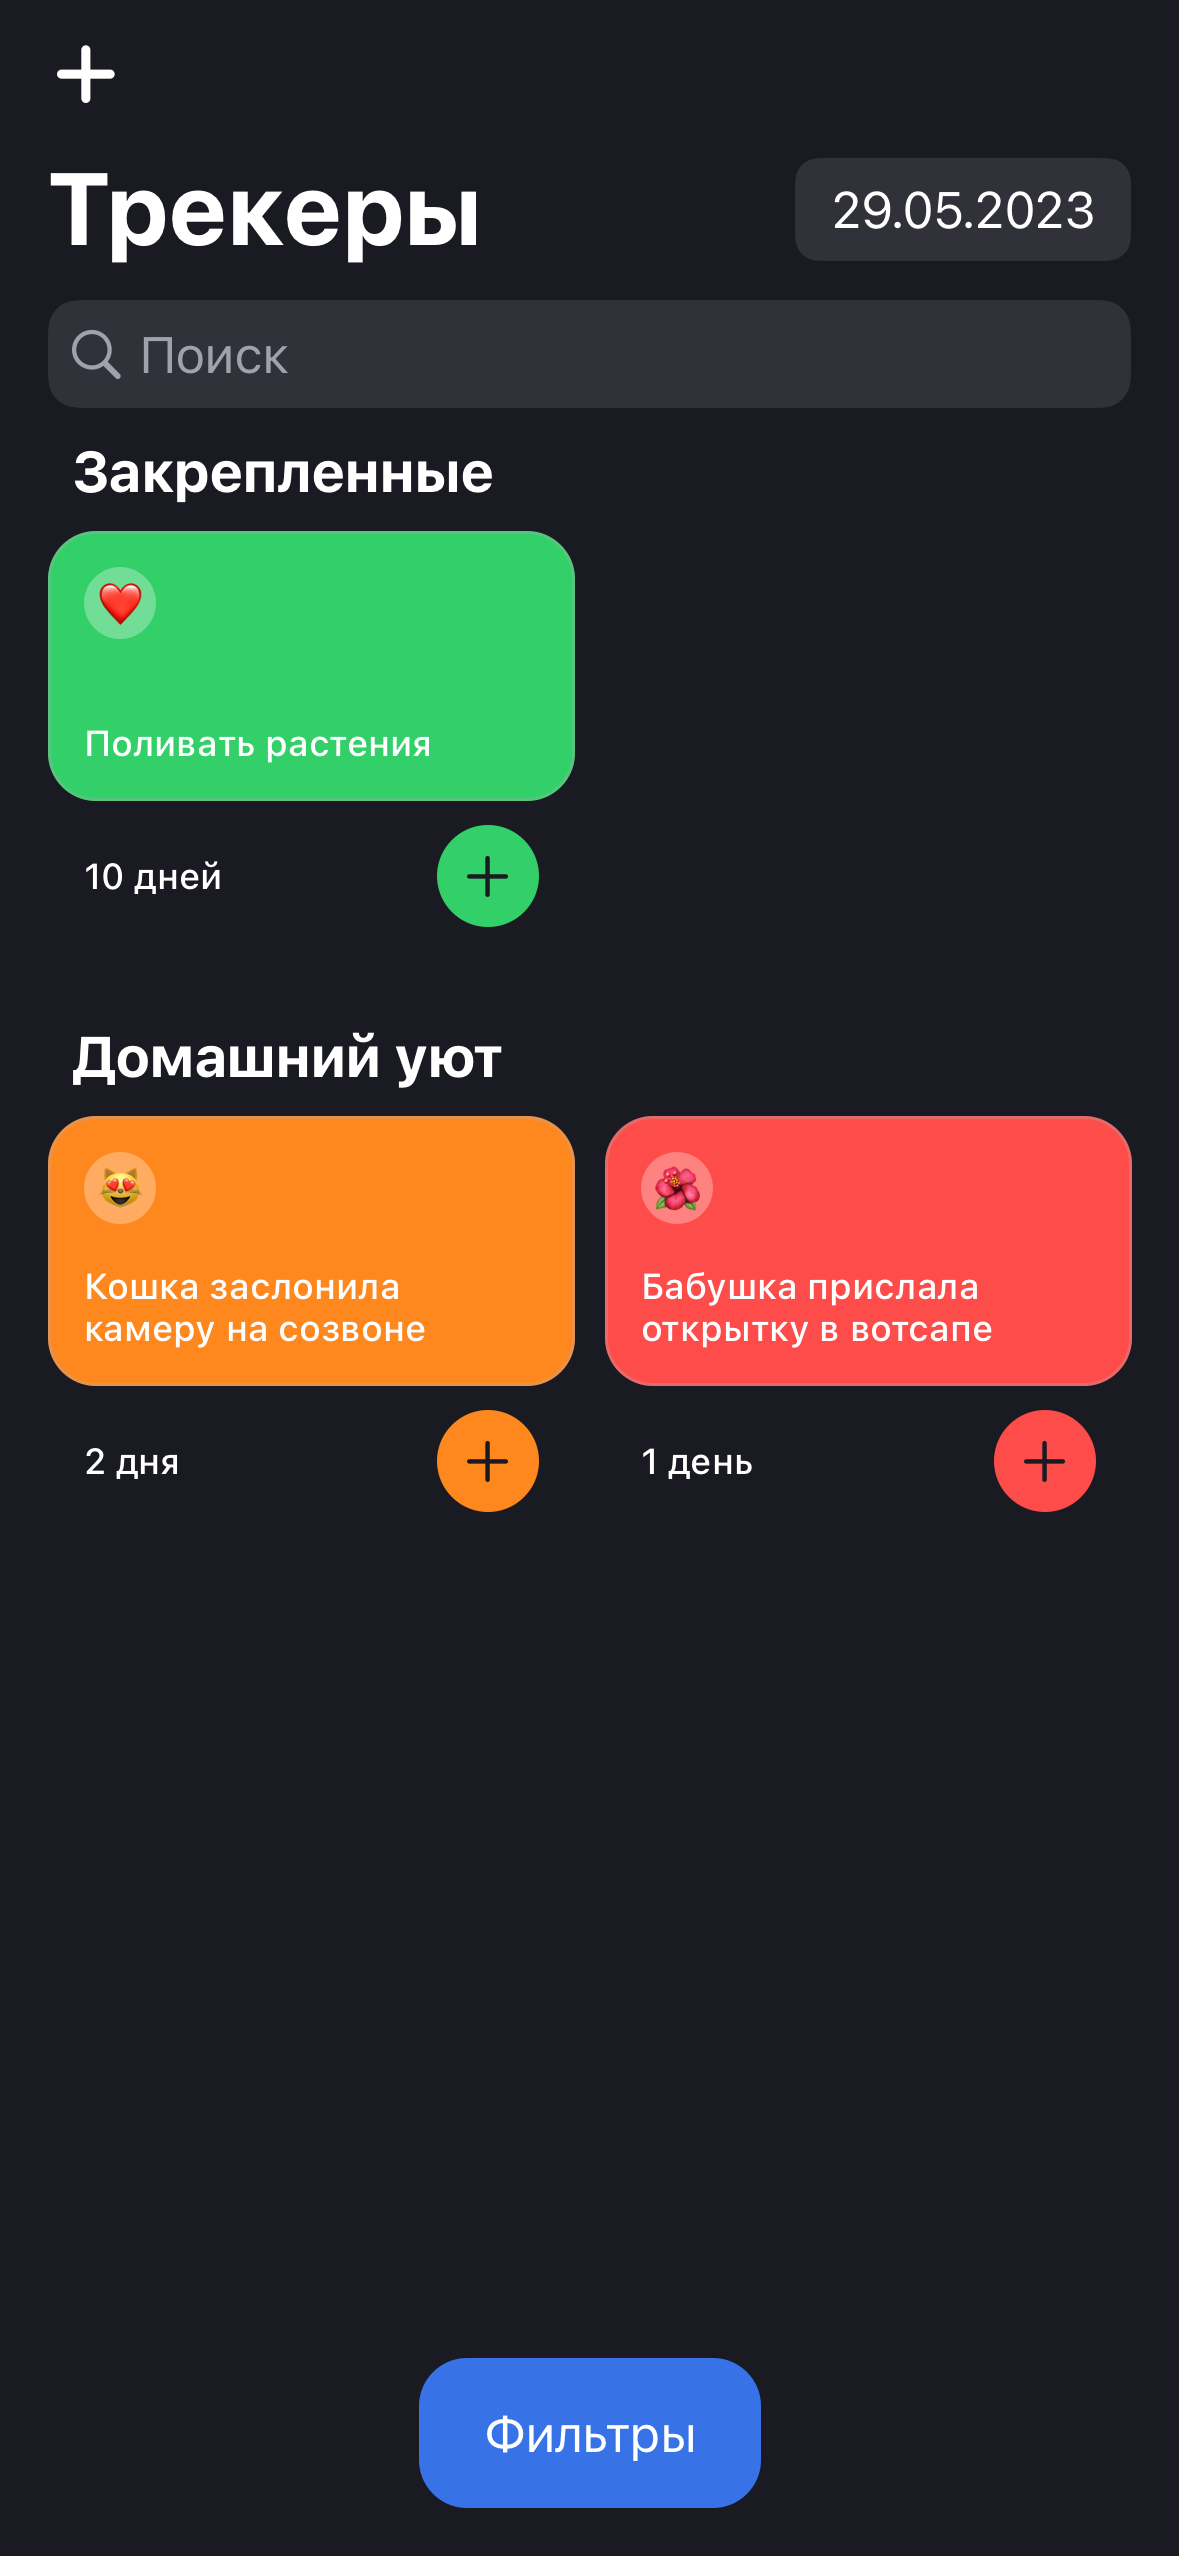 Трекеры
29.05.2023
Поиск
Закрепленные
Поливать растения
10 дней
Домашний уют
Кошка заслонила
камеру на созвоне
2 дня
Бабушка прислала
открытку в вотсапе
1 день
Фильтры